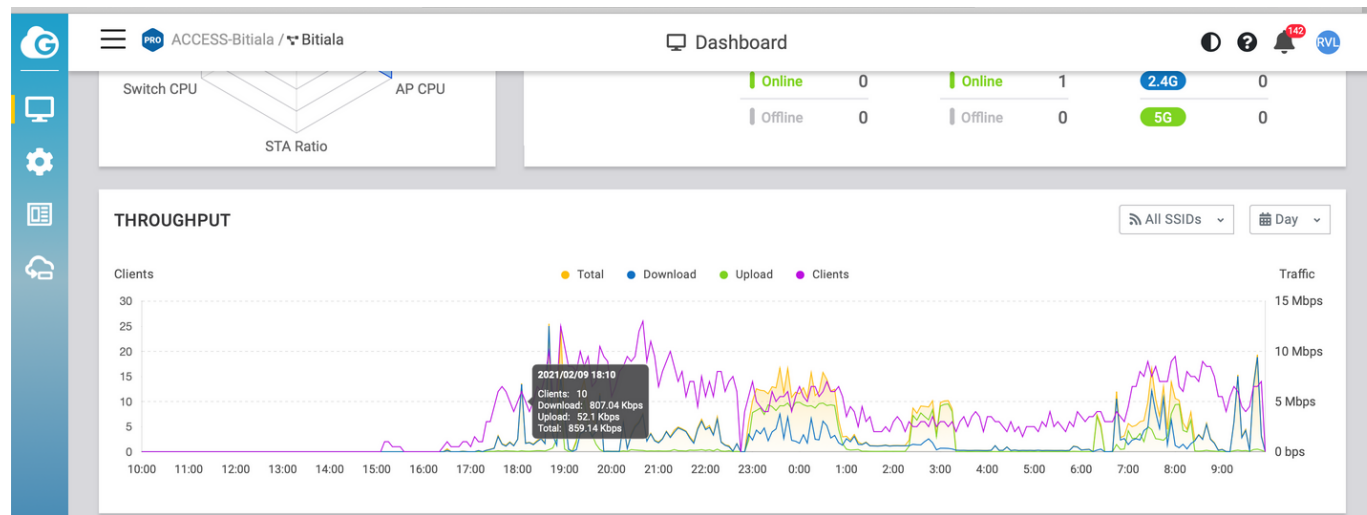 PRO ACCESS-Bitiala / Bitiala
Dashboard
142
RVL
Switch CPU
AP CPU
STA Ratio
Online 0 Online 1 2.4G 0
Offline 0 Offline 0 5G 0
THROUGHPUT
All SSIDs
Day
Clients
Total Download Upload Clients
Traffic
30 15 Mbps
25
20 10 Mbps
15
10 5 Mbps
5
0 0 bps
2021/02/09 18:10
Clients: 10
Download: 807.04 Kbps
Upload: 52.1 Kbps
Total: 859.14 Kbps
10:00 11:00 12:00 13:00 14:00 15:00 16:00 17:00 18:00 19:00 20:00 21:00 22:00 23:00 0:00 1:00 2:00 3:00 4:00 5:00 6:00 7:00 8:00 9:00